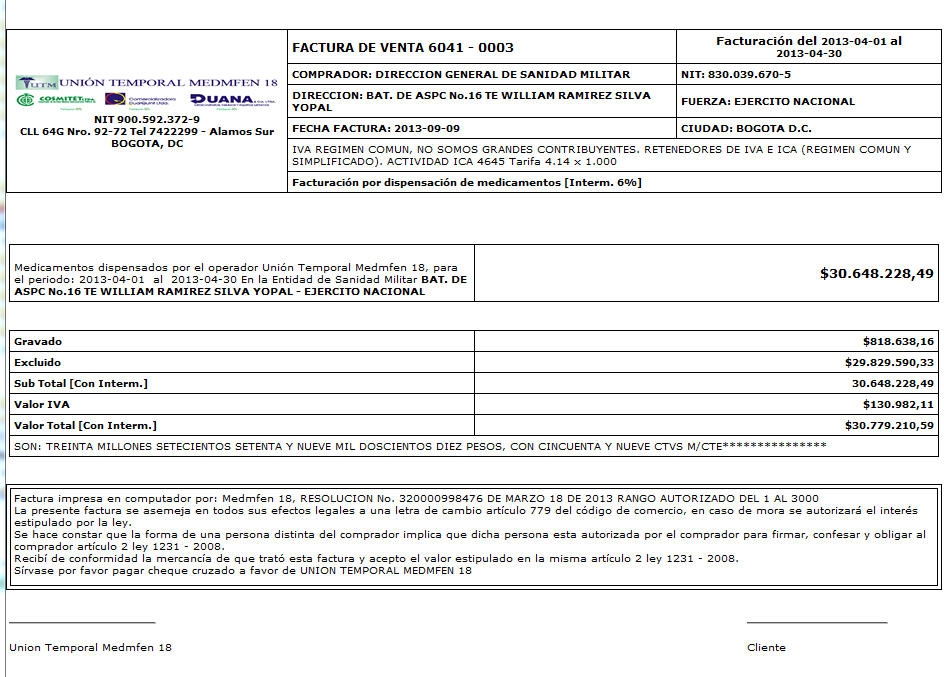 UTM UNIÓN TEMPORAL MEDMFEN 18
COSMITET LTDA.
DUANA
NIT 900.592.372-9
CLL 64G Nro. 92-72 Tel 7422299 - Alamos Sur
BOGOTA, DC
FACTURA DE VENTA 6041 - 0003
Facturación del 2013-04-01 al
2013-04-30
COMPRADOR: DIRECCION GENERAL DE SANIDAD MILITAR
NIT: 830.039.670-5
DIRECCION: BAT. DE ASPC No.16 TE WILLIAM RAMIREZ SILVA
YOPAL
FUERZA: EJERCITO NACIONAL
FECHA FACTURA: 2013-09-09
CIUDAD: BOGOTA D.C.
IVA REGIMEN COMUN, NO SOMOS GRANDES CONTRIBUYENTES. RETENEDORES DE IVA E ICA (REGIMEN COMUN Y
SIMPLIFICADO). ACTIVIDAD ICA 4645 Tarifa 4.14 x 1.000
Facturación por dispensación de medicamentos [Interm. 6%]
Medicamentos dispensados por el operador Unión Temporal Medmfen 18, para
el periodo: 2013-04-01 al 2013-04-30 En la Entidad de Sanidad Militar BAT. DE
ASPC No.16 TE WILLIAM RAMIREZ SILVA YOPAL - EJERCITO NACIONAL
$30.648.228,49
Gravado $818.638,16
Excluido $29.829.590,33
Sub Total [Con Interm.] 30.648.228,49
Valor IVA $130.982,11
Valor Total [Con Interm.] $30.779.210,59
SON: TREINTA MILLONES SETECIENTOS SETENTA Y NUEVE MIL DOSCIENTOS DIEZ PESOS, CON CINCUENTA Y NUEVE CTVS M/CTE***************
Factura impresa en computador por: Medmfen 18, RESOLUCION No. 320000998476 DE MARZO 18 DE 2013 RANGO AUTORIZADO DEL 1 AL 3000
La presente factura se asemeja en todos sus efectos legales a una letra de cambio artículo 779 del código de comercio, en caso de mora se autorizará el interés
estipulado por la ley.
Se hace constar que la forma de una persona distinta del comprador implica que dicha persona esta autorizada por el comprador para firmar, confesar y obligar al
comprador artículo 2 ley 1231 - 2008.
Recibí de conformidad la mercancía de que trató esta factura y acepto el valor estipulado en la misma artículo 2 ley 1231 - 2008.
Sírvase por favor pagar cheque cruzado a favor de UNION TEMPORAL MEDMFEN 18
Union Temporal Medmfen 18
Cliente